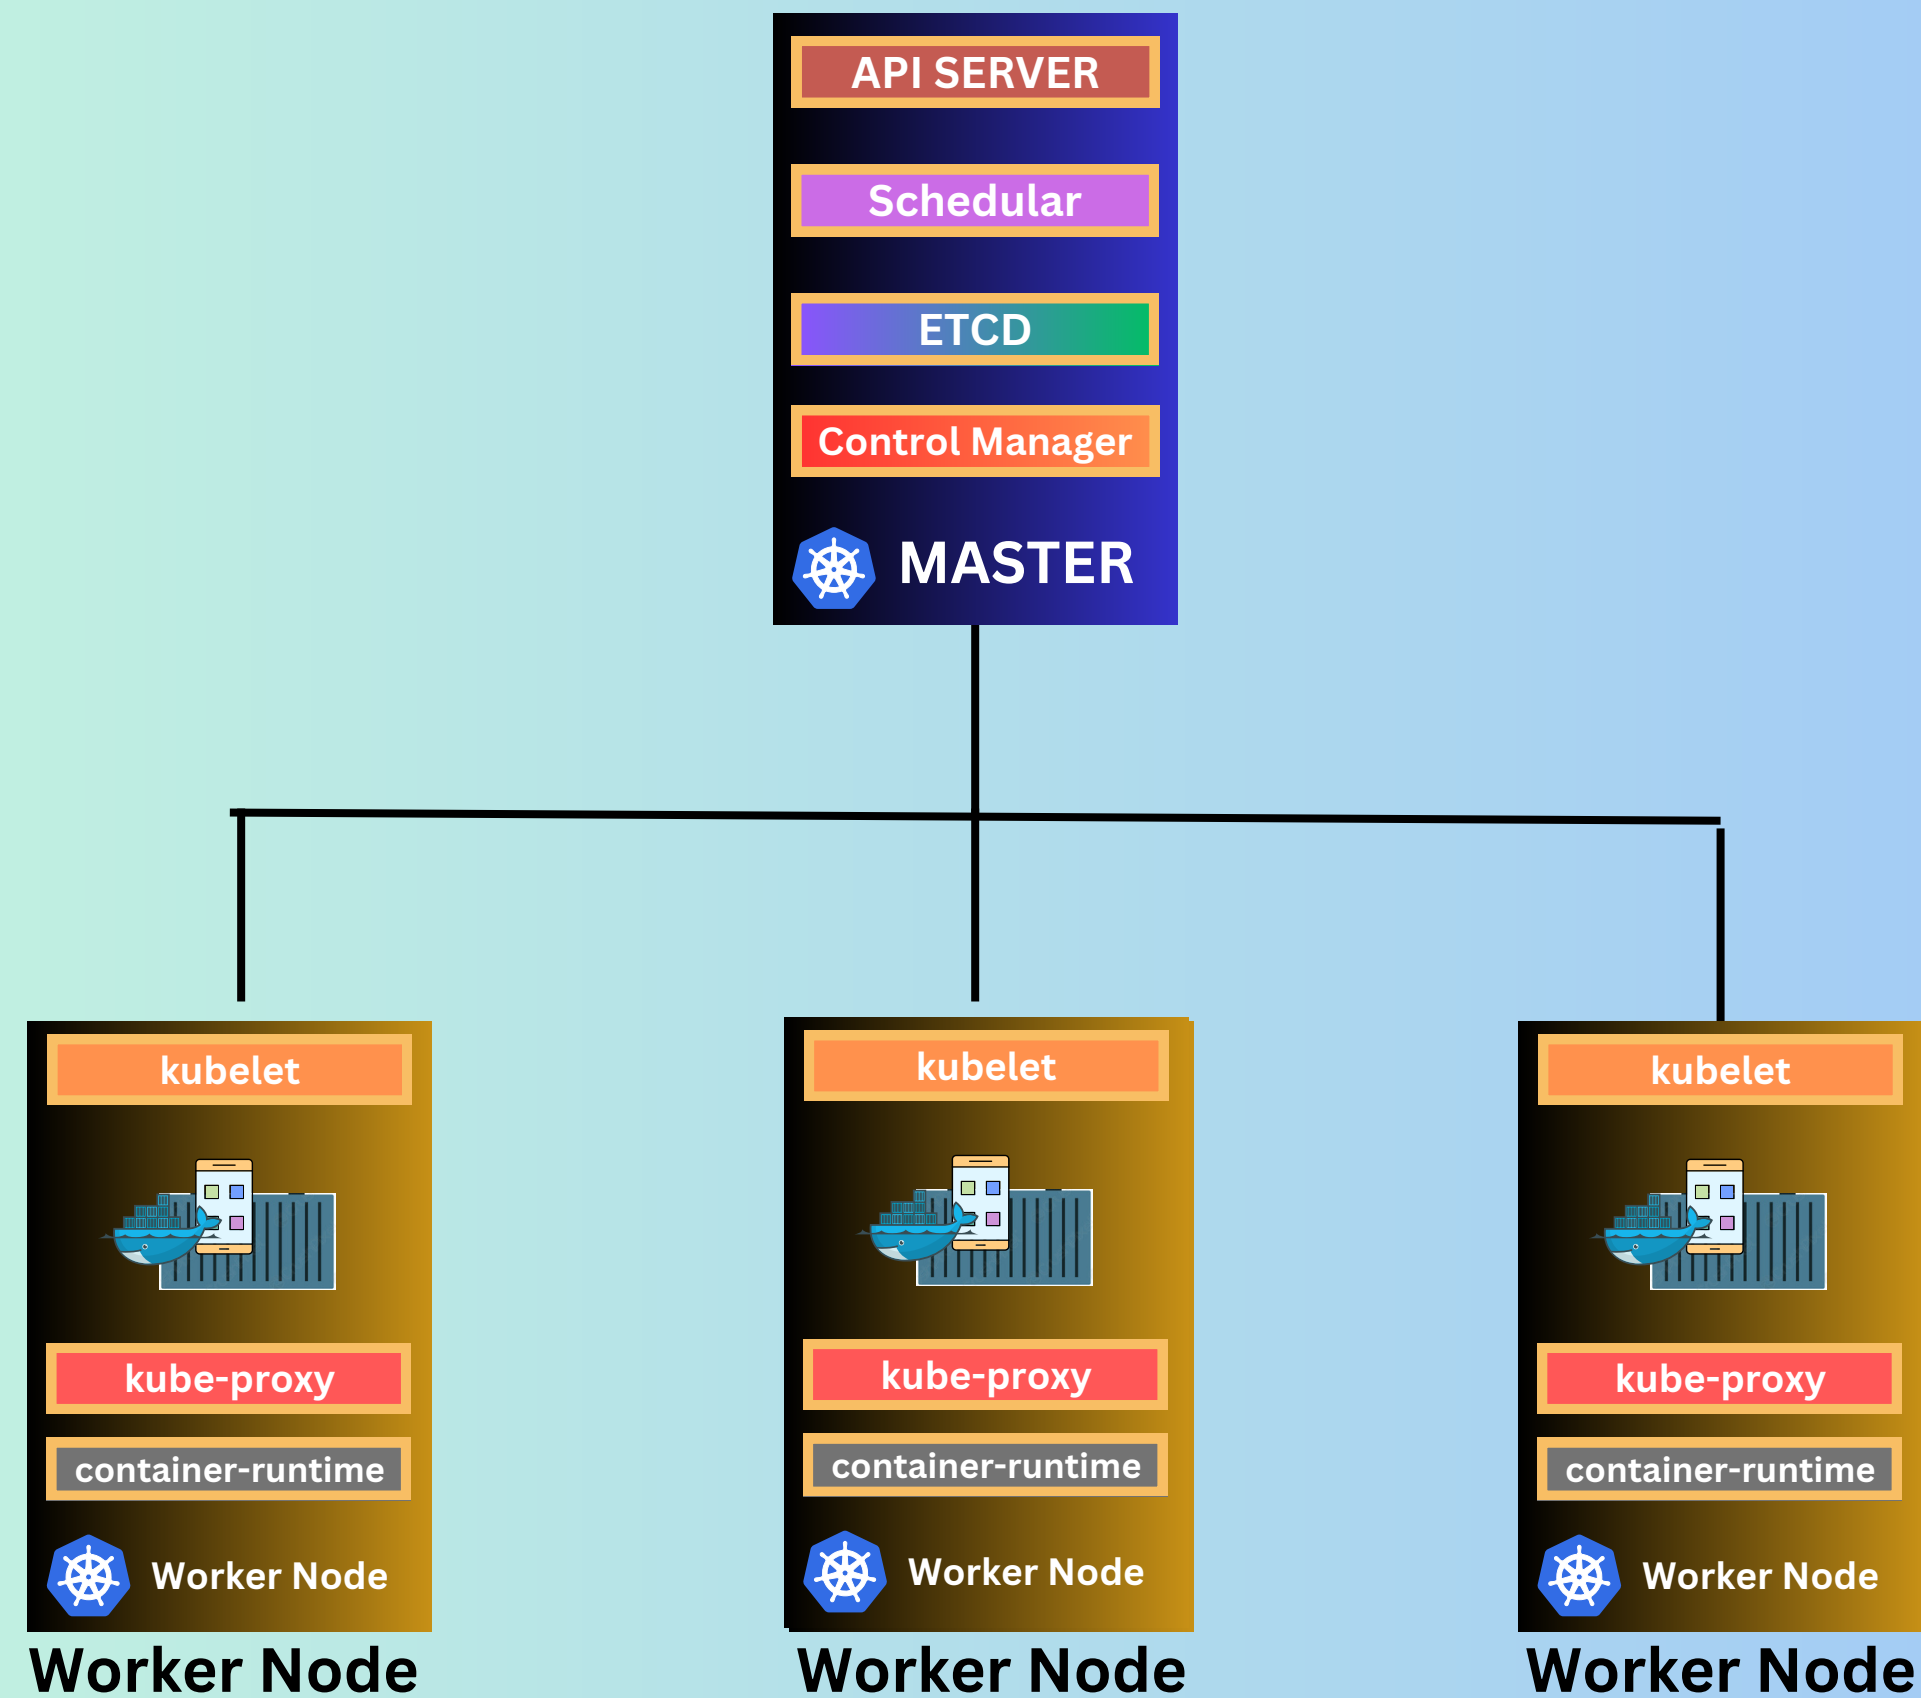 API SERVER
Schedular
ETCD
Control Manager
MASTER
kubelet
kube-proxy
container-runtime
Worker Node
Worker Node
kubelet
kube-proxy
container-runtime
Worker Node
Worker Node
kubelet
kube-proxy
container-runtime
Worker Node
Worker Node